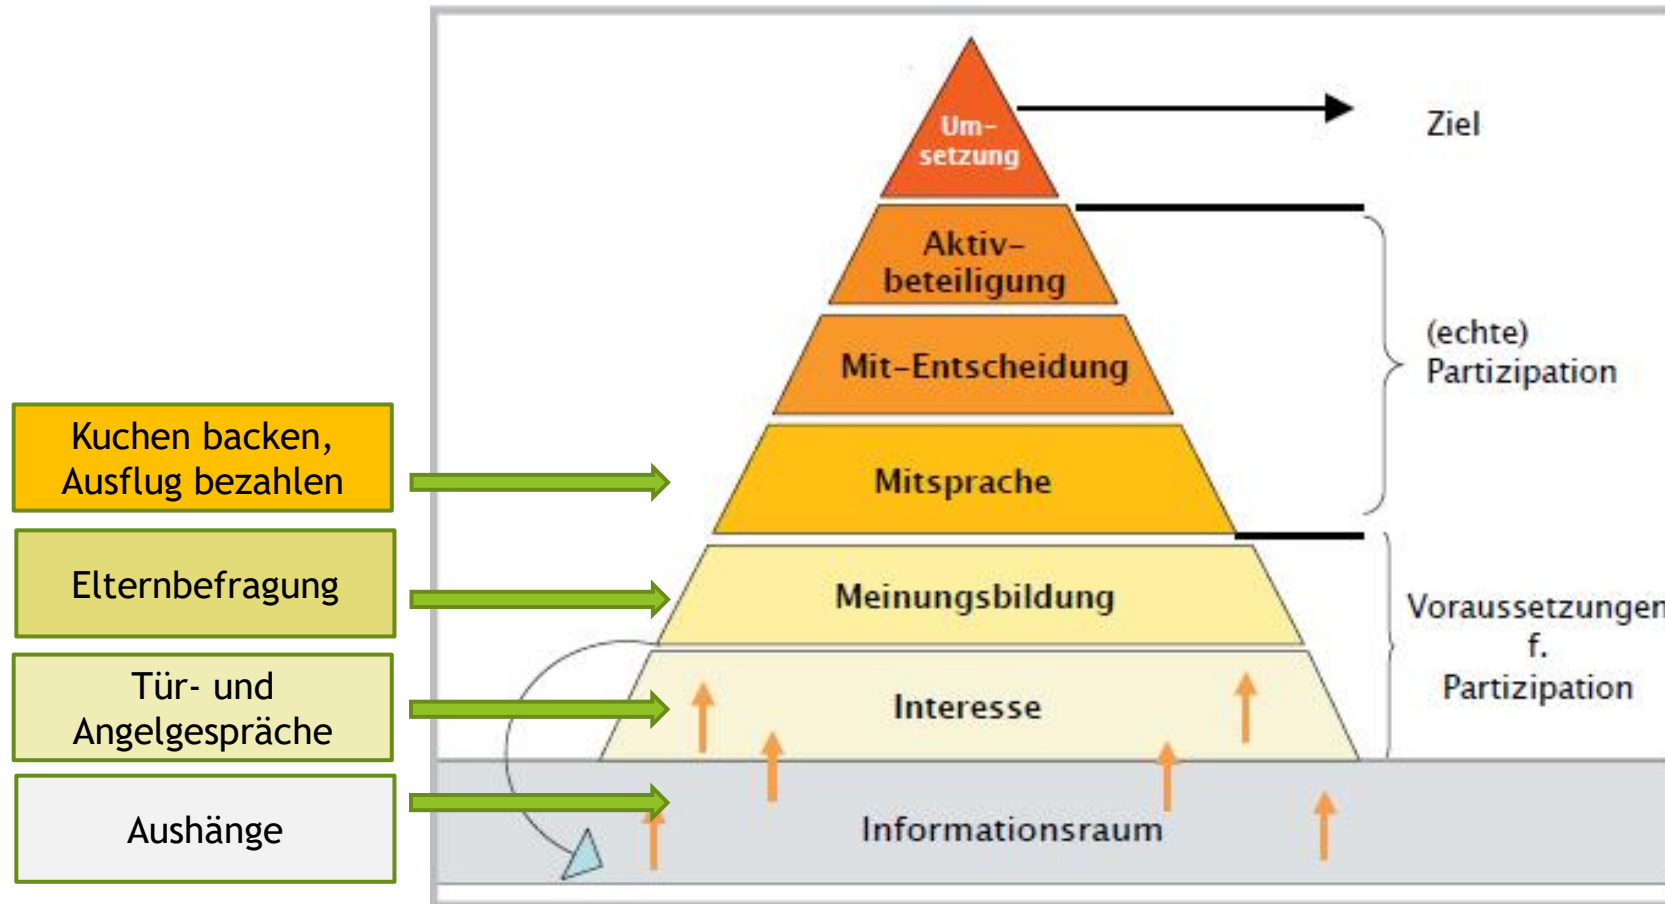 Um-
setzung
Ziel
Aktiv-
beteiligung
Mit-Entscheidung
(echte)
Partizipation
Kuchen backen,
Ausflug bezahlen
Mitsprache
Elternbefragung
Meinungsbildung
Voraussetzungen
f.
Partizipation
Tür- und
Angelgespräche
Interesse
Aushänge
Informationsraum